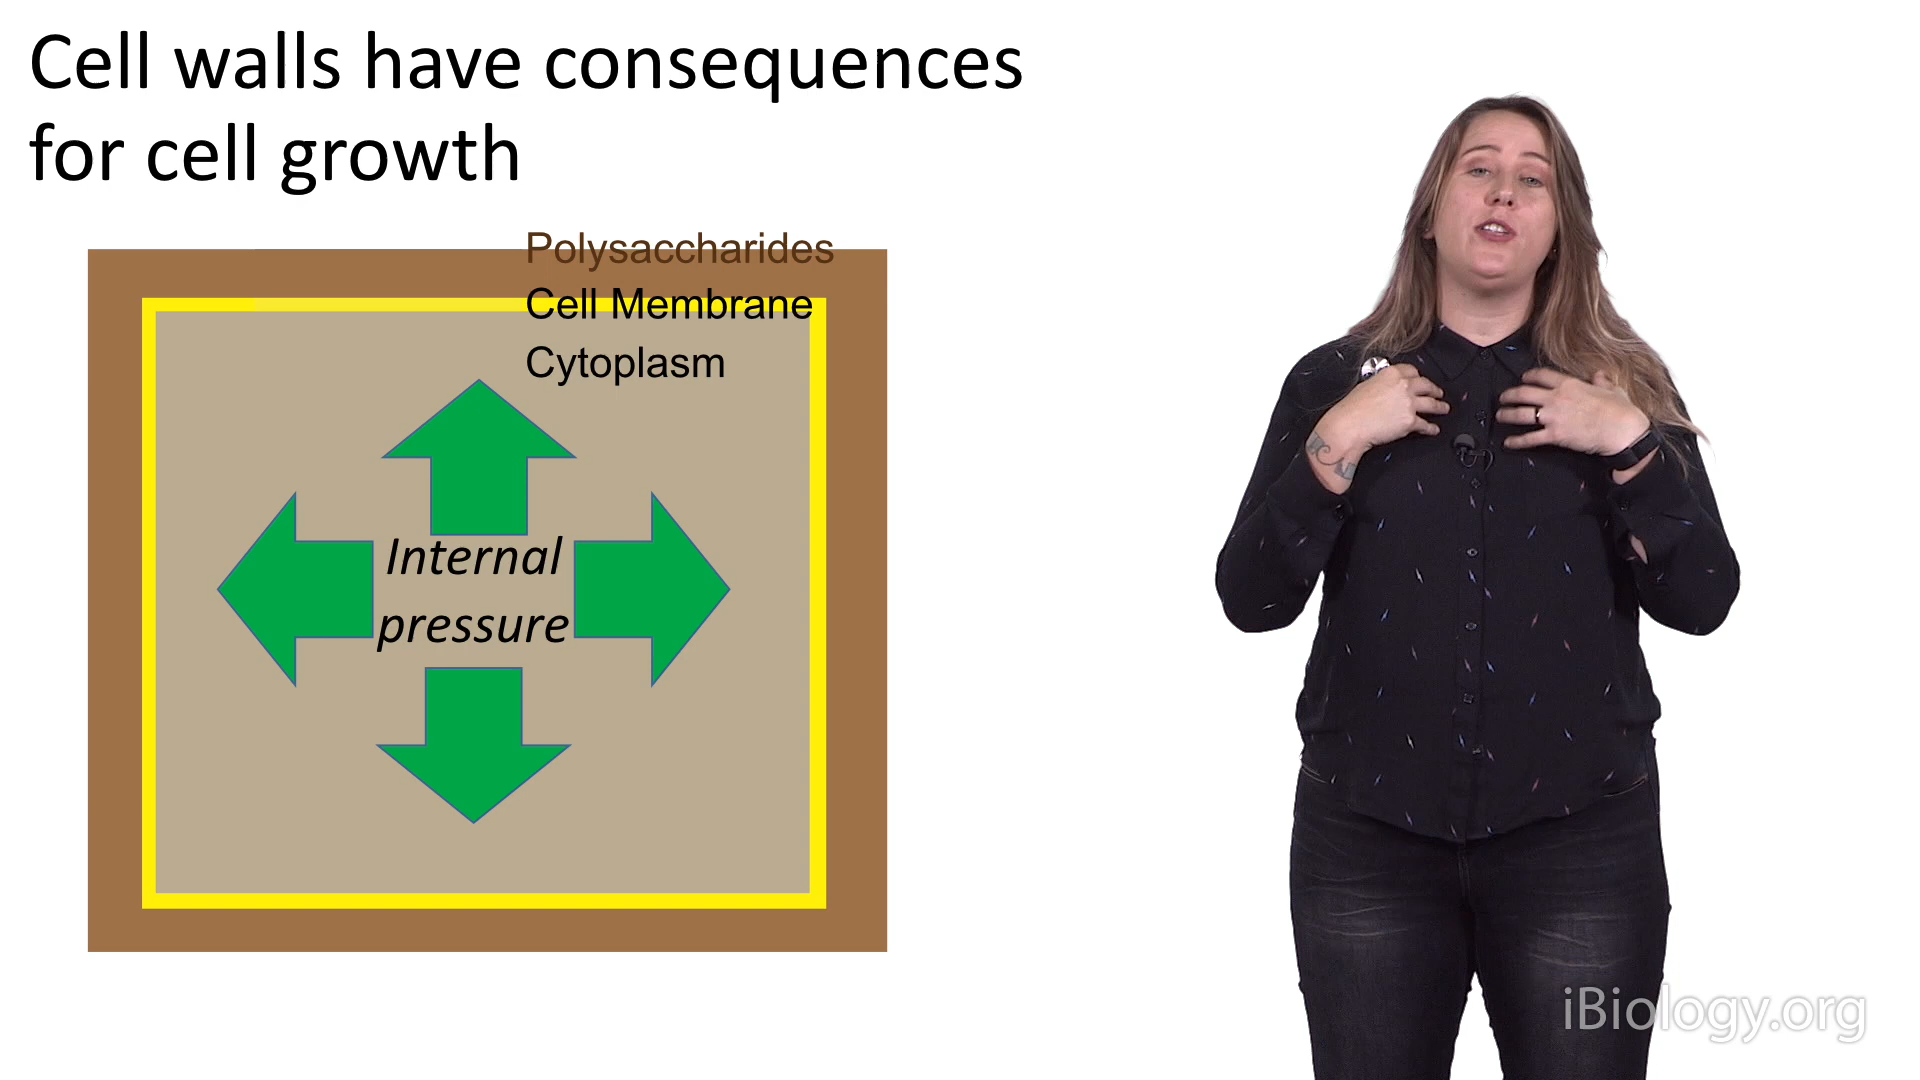 Cell walls have consequences
for cell growth
Polysaccharides
Cell Membrane
Cytoplasm
Internal
pressure
iBiology.org